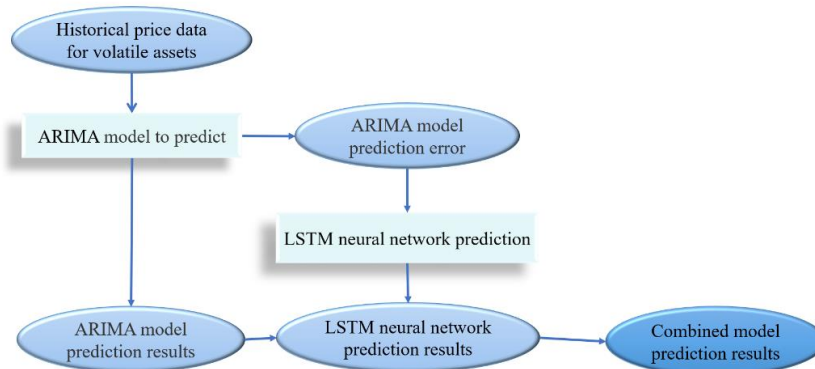 Historical price data
for volatile assets
ARIMA model to predict
ARIMA model
prediction error
LSTM neural network prediction
ARIMA model
prediction results
LSTM neural network
prediction results
Combined model
prediction results